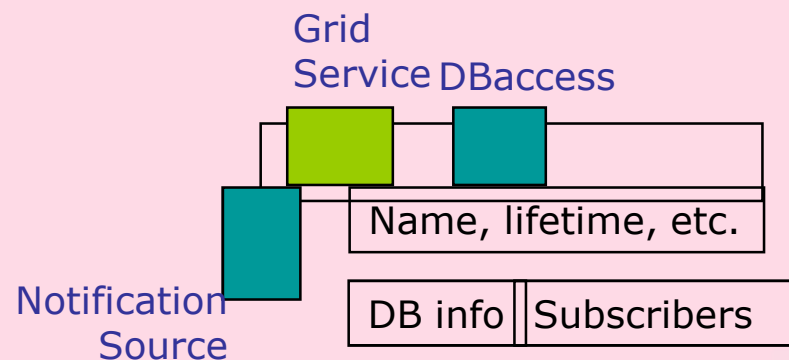 Grid
Service DBaccess
Name, lifetime, etc.
Notification
Source
DB info Subscribers